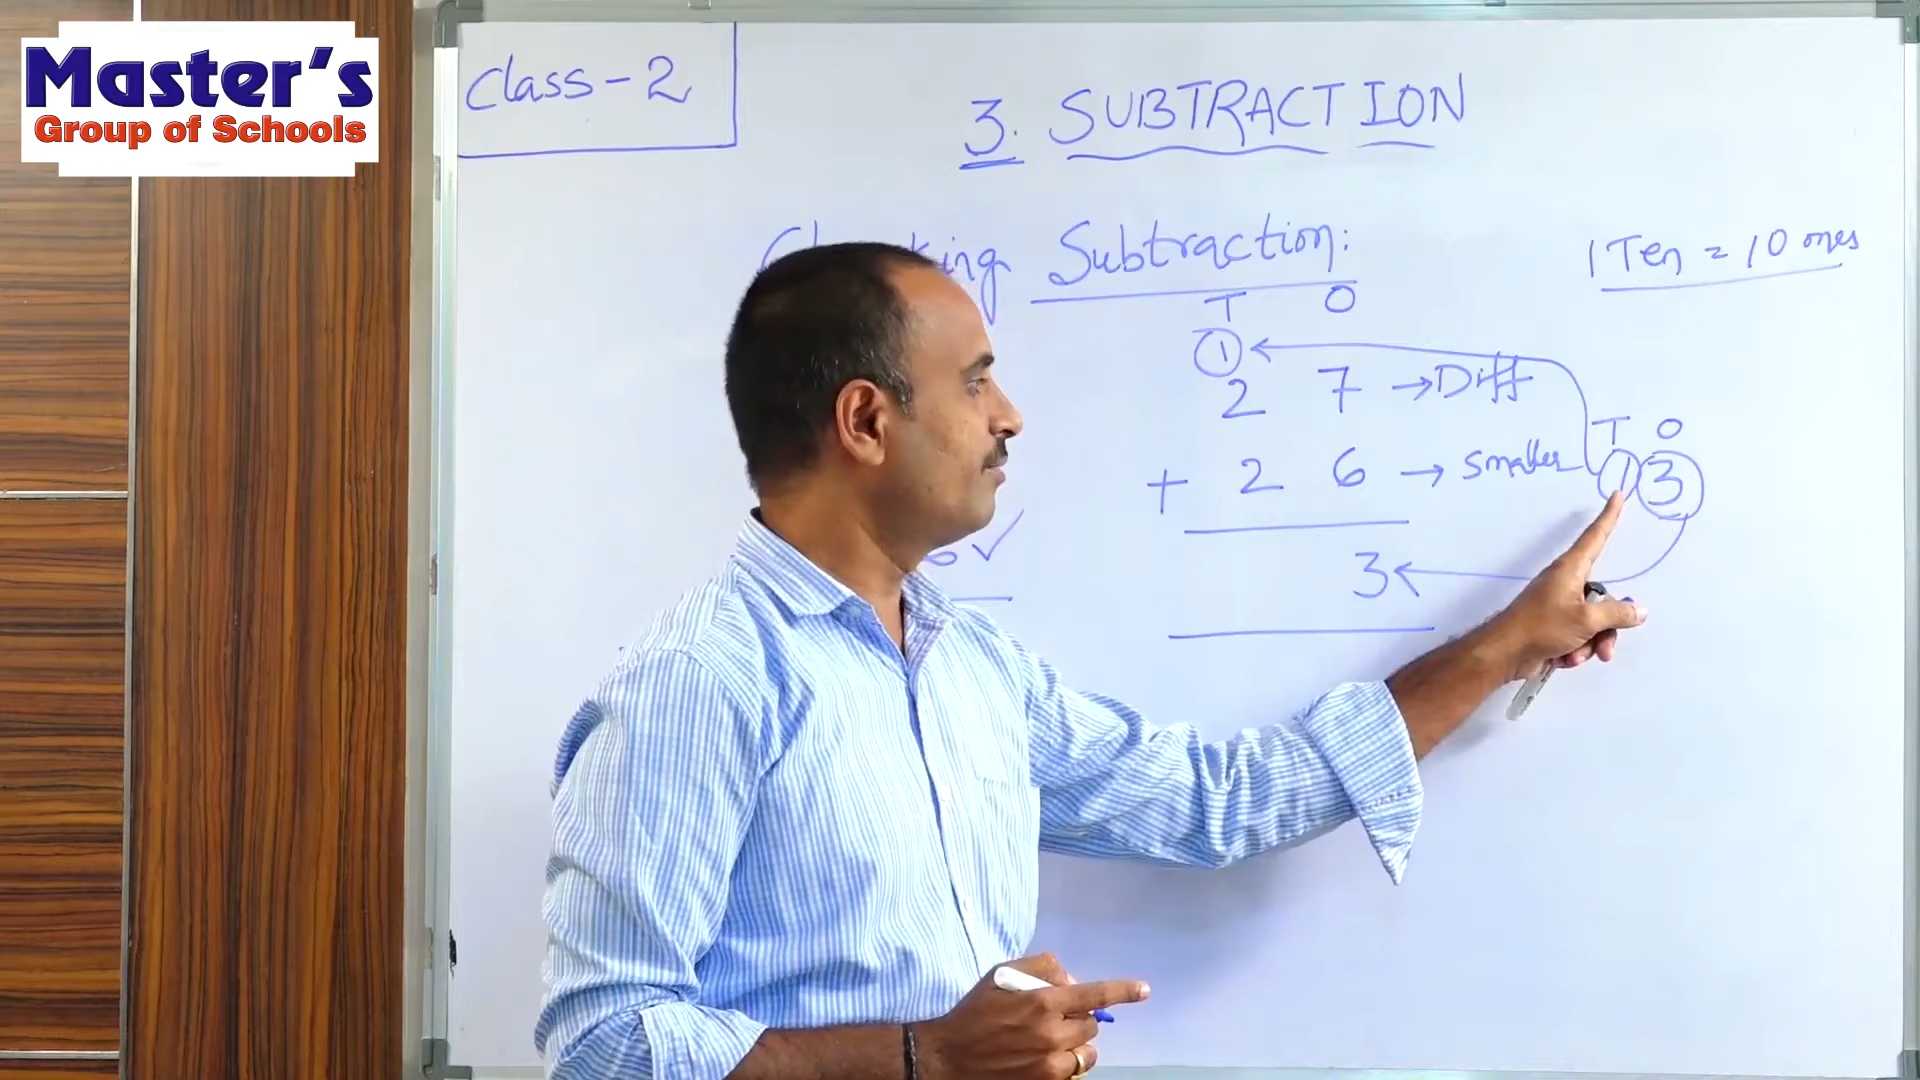 Master's
Group of Schools
Class-2
3. SUBTRACTION
Subtraction:
1 Ten = 10 ones
T O
1
2 7 → Diff
T O
+ 2 6 → Smaller
1 3
3